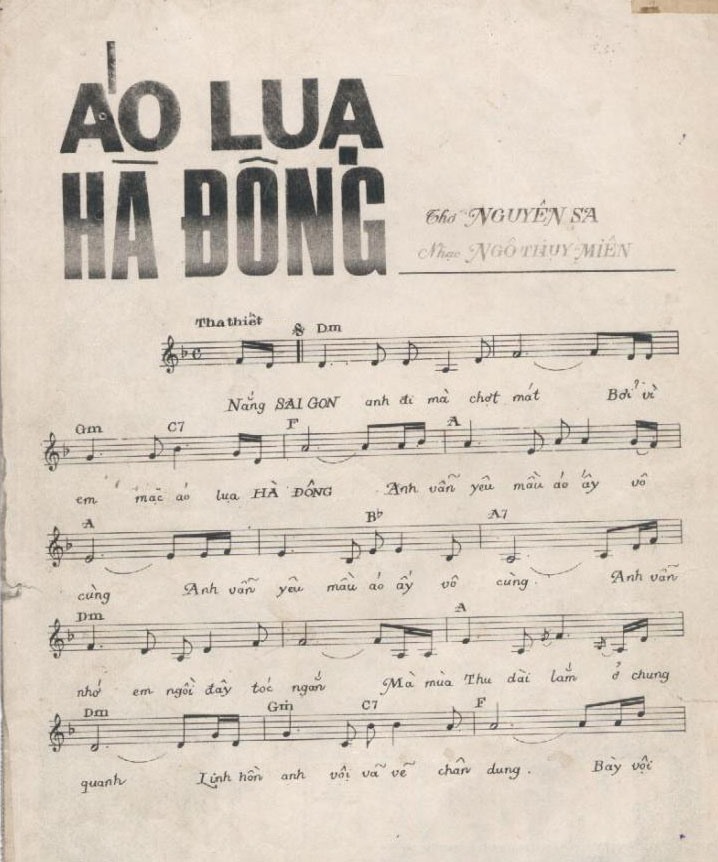 ÁO LỤA
HÀ ĐÔNG
Thơ NGUYÊN SA
Nhạc NGÔ THỤY MIÊN
Tha thiết
Dm
Nắng SAIGON anh đi mà chợt mát Bởi vì
Gm C7 F A
em mặc áo lụa HÀ ĐÔNG Anh vẫn yêu mầu áo ấy vô
A Bb A7
cùng Anh vẫn yêu mầu áo ấy vô cùng. Anh vẫn
Dm A
nhớ em ngồi đây tóc ngắn Mà mùa Thu dài lắm ở chung
Dm Gm C7 F
quanh Linh hồn anh vội vã vẽ chân dung. Bày vội